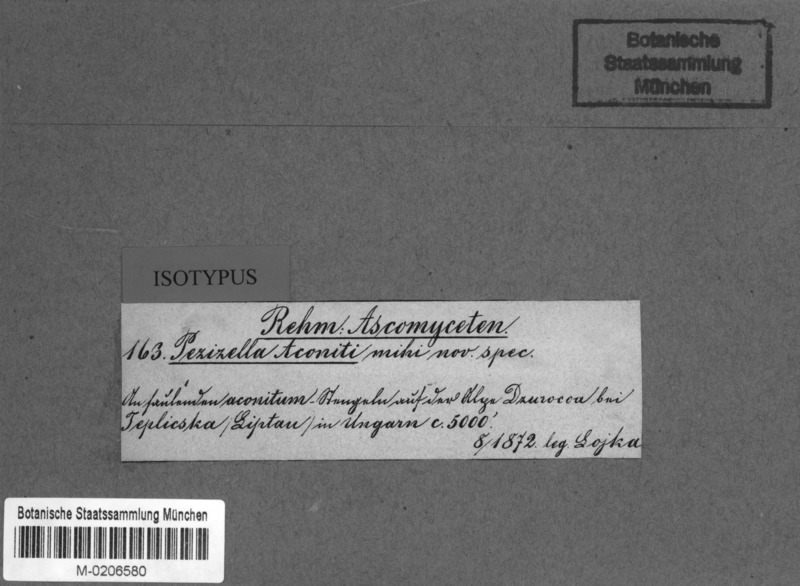 Botanische
Staatssammlung
München
ISOTYPUS
Rehm: Ascomyceten.
163. Pezizella Aconiti mihi nov. spec.
An faulenden aconitum-Stengeln auf der Alpe Dzurocoa bei
Teplicska (Liptau) in Ungarn c. 5000'.
8/1872. leg. Lojka
Botanische Staatssammlung München
M-0206580